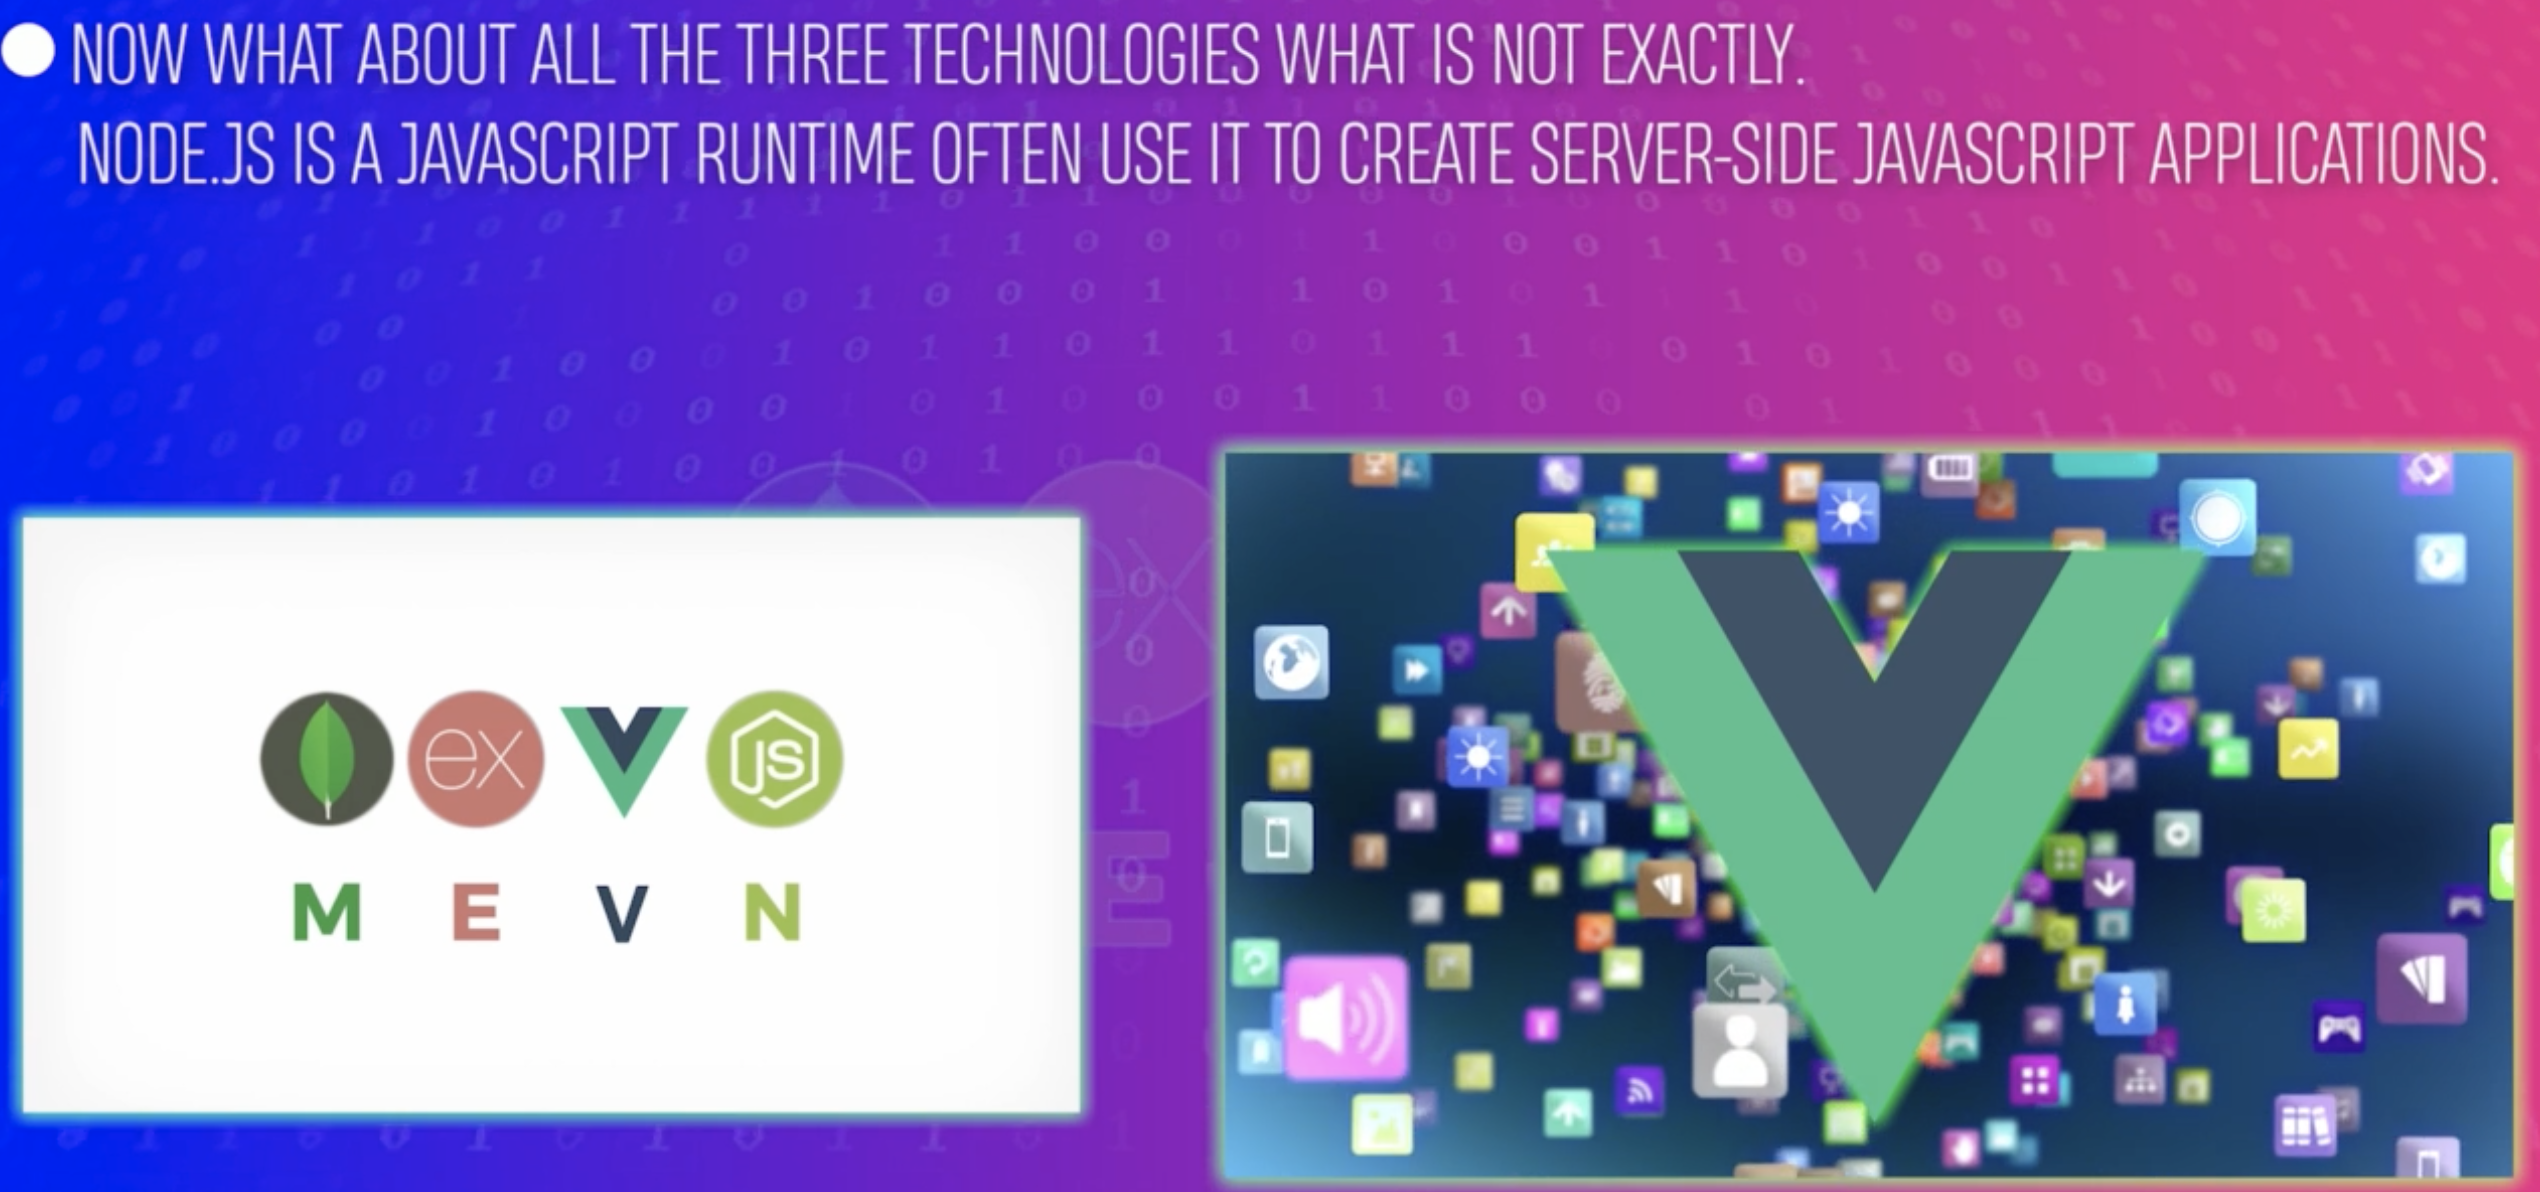 NOW WHAT ABOUT ALL THE THREE TECHNOLOGIES WHAT IS NOT EXACTLY.
NODE.JS IS A JAVASCRIPT RUNTIME OFTEN USE IT TO CREATE SERVER-SIDE JAVASCRIPT APPLICATIONS.
ex JS
M E V N